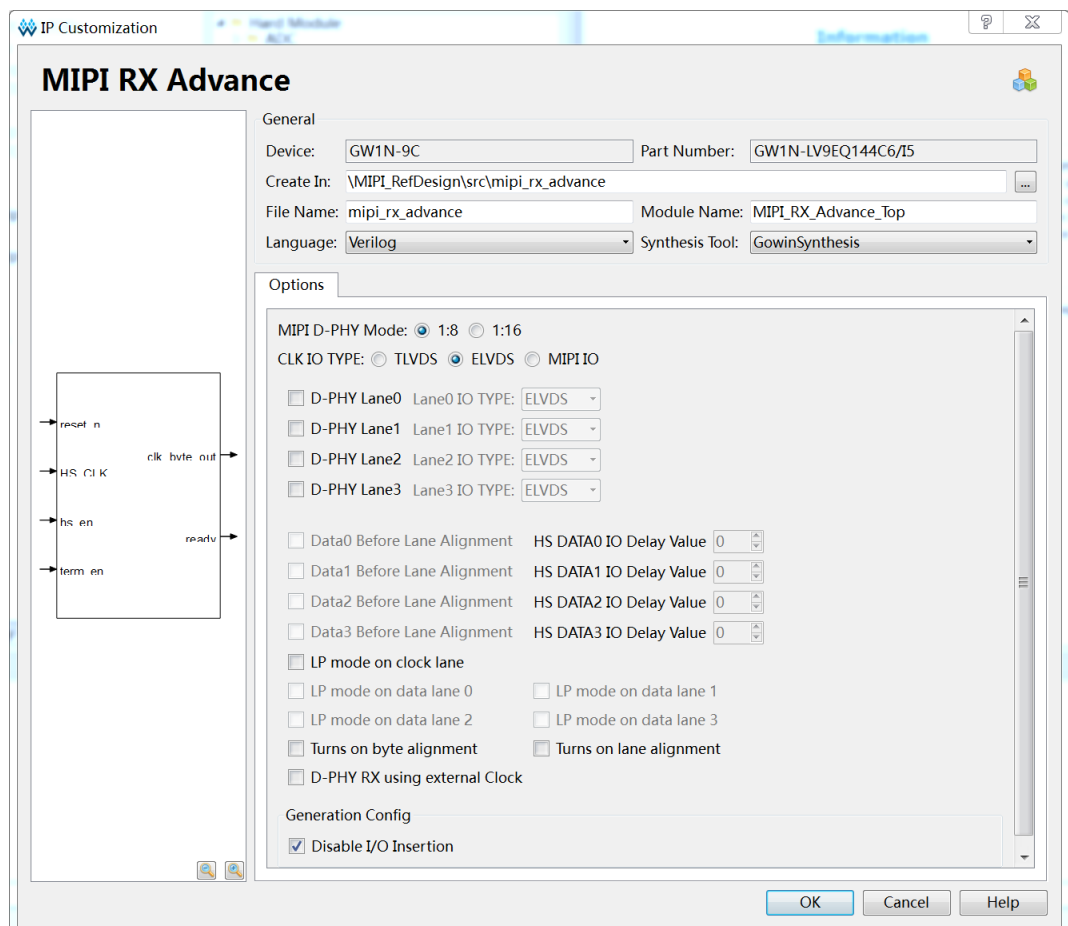 IP Customization
Hard Module
ACK
Information
MIPI RX Advance
General
Device: GW1N-9C Part Number: GW1N-LV9EQ144C6/I5
Create In: \MIPI_RefDesign\src\mipi_rx_advance ...
File Name: mipi_rx_advance Module Name: MIPI_RX_Advance_Top
Language: Verilog Synthesis Tool: GowinSynthesis
Options
MIPI D-PHY Mode: 1:8 1:16
CLK IO TYPE: TLVDS ELVDS MIPI IO
D-PHY Lane0 Lane0 IO TYPE: ELVDS
D-PHY Lane1 Lane1 IO TYPE: ELVDS
D-PHY Lane2 Lane2 IO TYPE: ELVDS
D-PHY Lane3 Lane3 IO TYPE: ELVDS
reset_n
clk_byte_out
HS_CLK
hs_en
ready
term_en
Data0 Before Lane Alignment HS DATA0 IO Delay Value 0
Data1 Before Lane Alignment HS DATA1 IO Delay Value 0
Data2 Before Lane Alignment HS DATA2 IO Delay Value 0
Data3 Before Lane Alignment HS DATA3 IO Delay Value 0
LP mode on clock lane
LP mode on data lane 0 LP mode on data lane 1
LP mode on data lane 2 LP mode on data lane 3
Turns on byte alignment Turns on lane alignment
D-PHY RX using external Clock
Generation Config
Disable I/O Insertion
OK Cancel Help